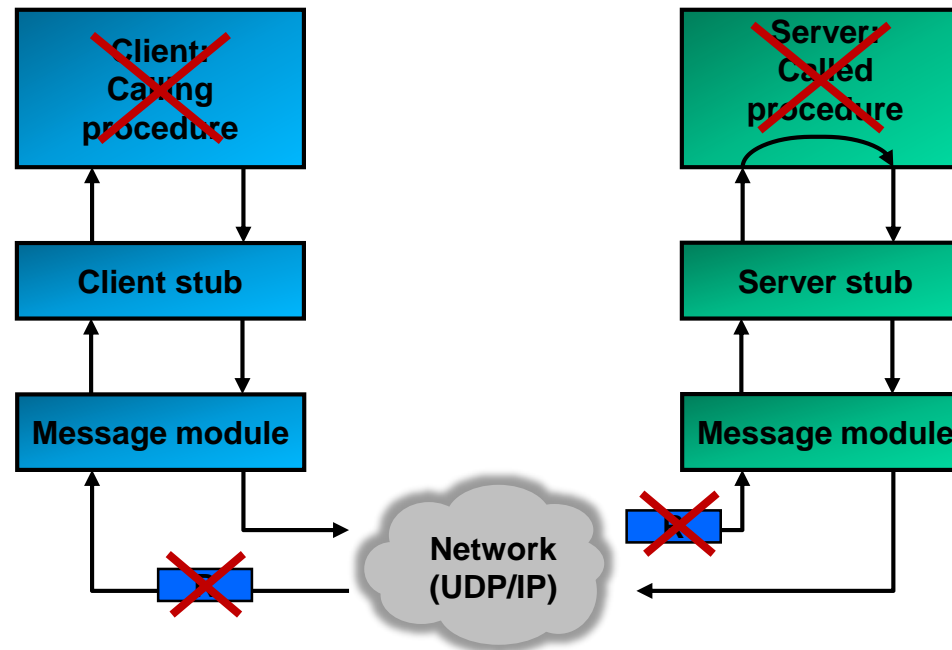 Client:
Calling
procedure
Server:
Called
procedure
Client stub
Server stub
Message module
Message module
Network
(UDP/IP)
R
R